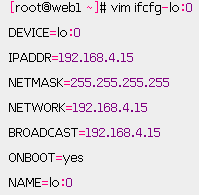 [root@web1 ~]# vim ifcfg-lo:0
DEVICE=lo:0
IPADDR=192.168.4.15
NETMASK=255.255.255.255
NETWORK=192.168.4.15
BROADCAST=192.168.4.15
ONBOOT=yes
NAME=lo:0